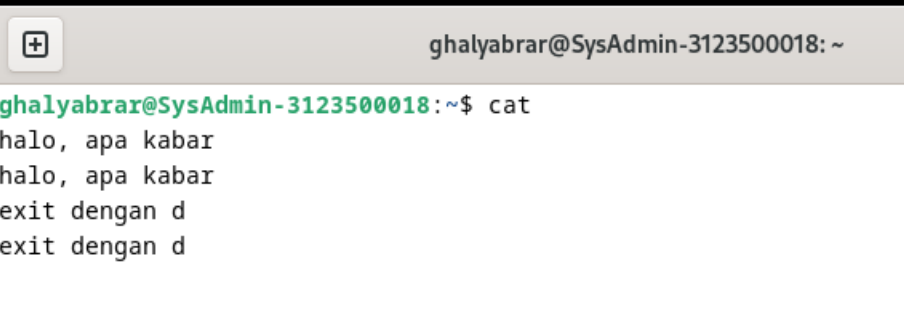 ghalyabrar@SysAdmin-3123500018: ~
ghalyabrar@SysAdmin-3123500018:~$ cat
halo, apa kabar
halo, apa kabar
exit dengan d
exit dengan d